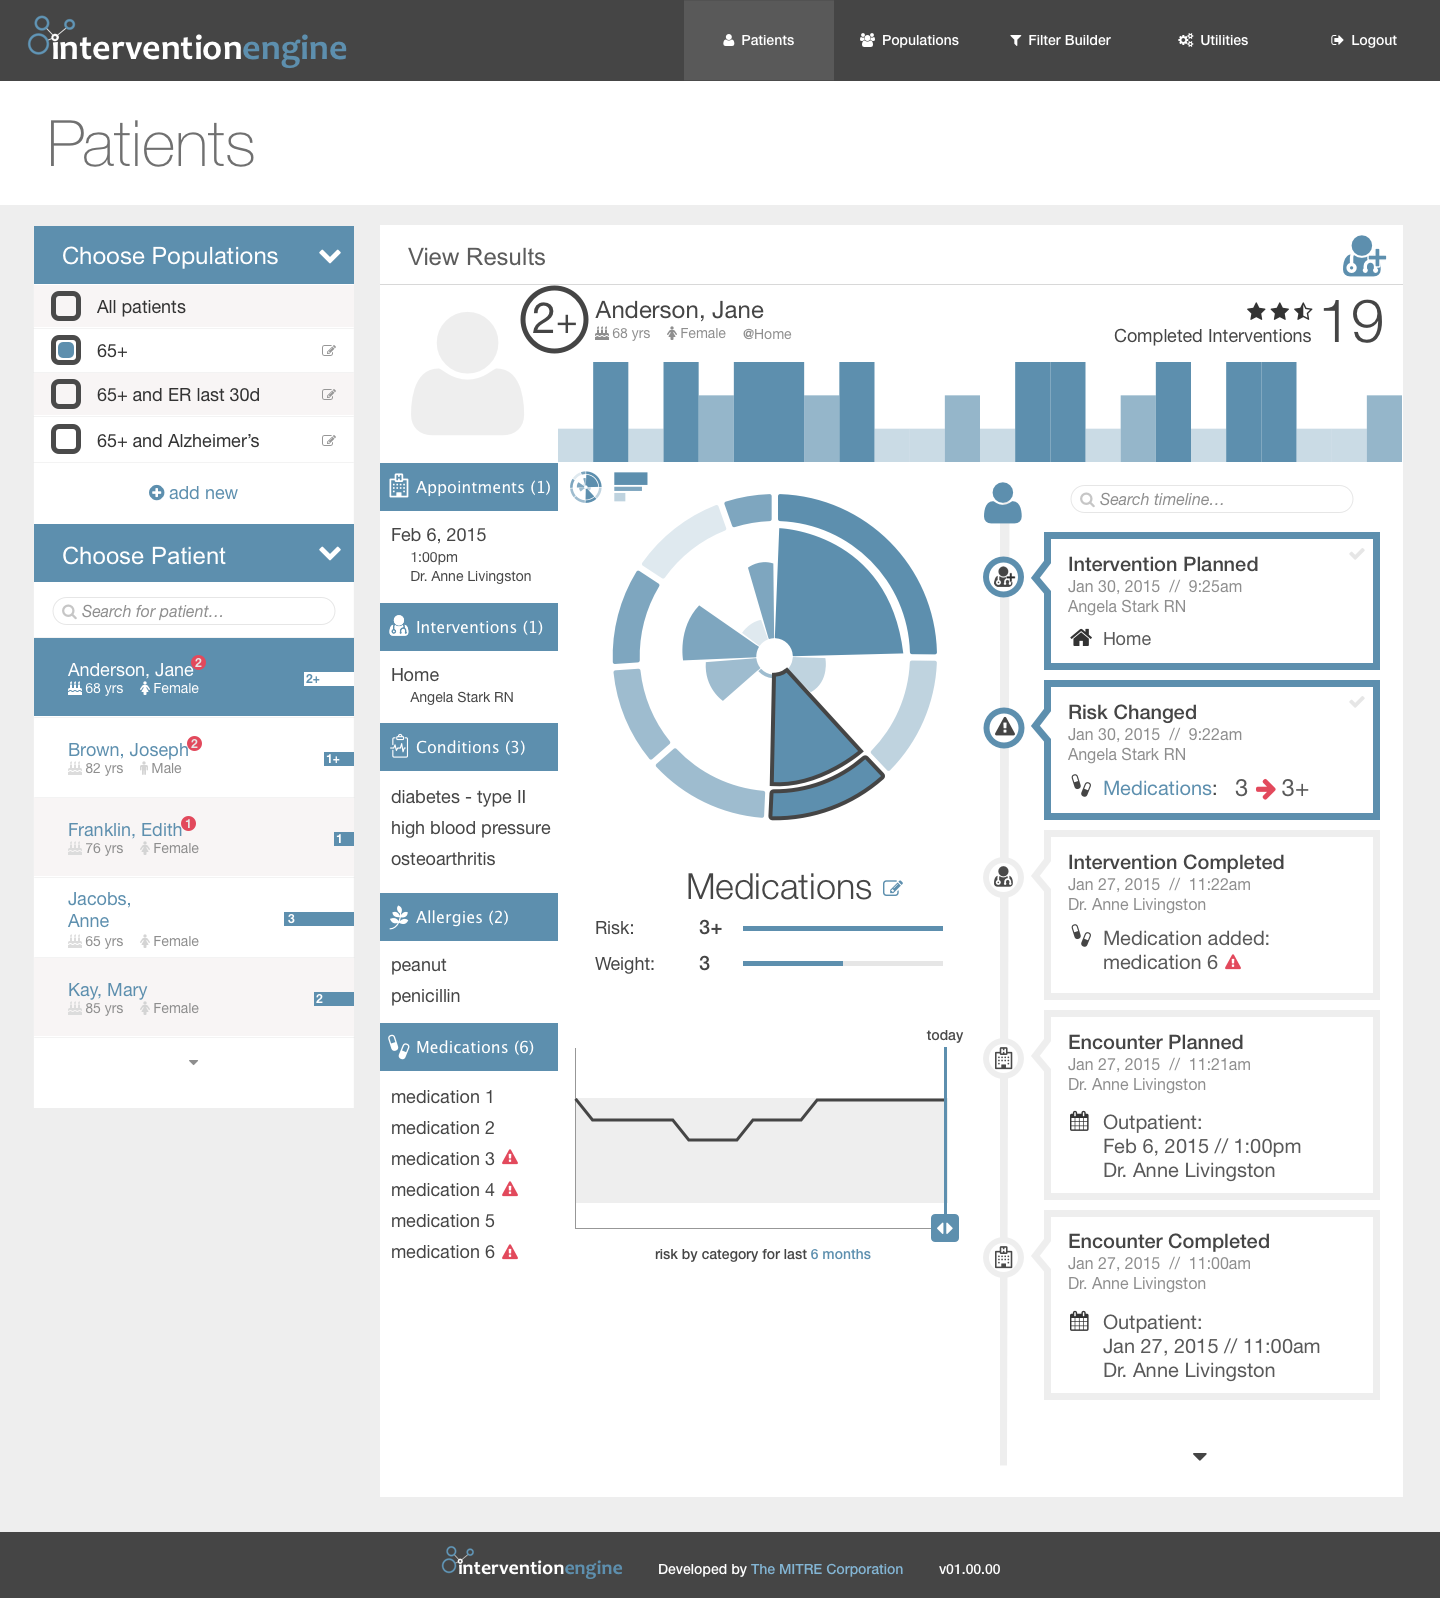 interventionengine
Patients
Populations
Filter Builder
Utilities
Logout
Patients
Choose Populations
All patients
65+
65+ and ER last 30d
65+ and Alzheimer’s
add new
Choose Patient
Search for patient…
Anderson, Jane 2
68 yrs Female
2+
Brown, Joseph 2
82 yrs Male
1+
Franklin, Edith 1
76 yrs Female
1
Jacobs,
Anne
65 yrs Female
3
Kay, Mary
85 yrs Female
2
View Results
2+
Anderson, Jane
68 yrs Female @Home
Completed Interventions
19
Appointments (1)
Feb 6, 2015
1:00pm
Dr. Anne Livingston
Interventions (1)
Home
Angela Stark RN
Conditions (3)
diabetes - type II
high blood pressure
osteoarthritis
Allergies (2)
peanut
penicillin
Medications (6)
medication 1
medication 2
medication 3
medication 4
medication 5
medication 6
Medications
Risk: 3+
Weight: 3
today
risk by category for last 6 months
Search timeline…
Intervention Planned
Jan 30, 2015 // 9:25am
Angela Stark RN
Home
Risk Changed
Jan 30, 2015 // 9:22am
Angela Stark RN
Medications: 3 3+
Intervention Completed
Jan 27, 2015 // 11:22am
Dr. Anne Livingston
Medication added:
medication 6
Encounter Planned
Jan 27, 2015 // 11:21am
Dr. Anne Livingston
Outpatient:
Feb 6, 2015 // 1:00pm
Dr. Anne Livingston
Encounter Completed
Jan 27, 2015 // 11:00am
Dr. Anne Livingston
Outpatient:
Jan 27, 2015 // 11:00am
Dr. Anne Livingston
interventionengine
Developed by The MITRE Corporation
v01.00.00